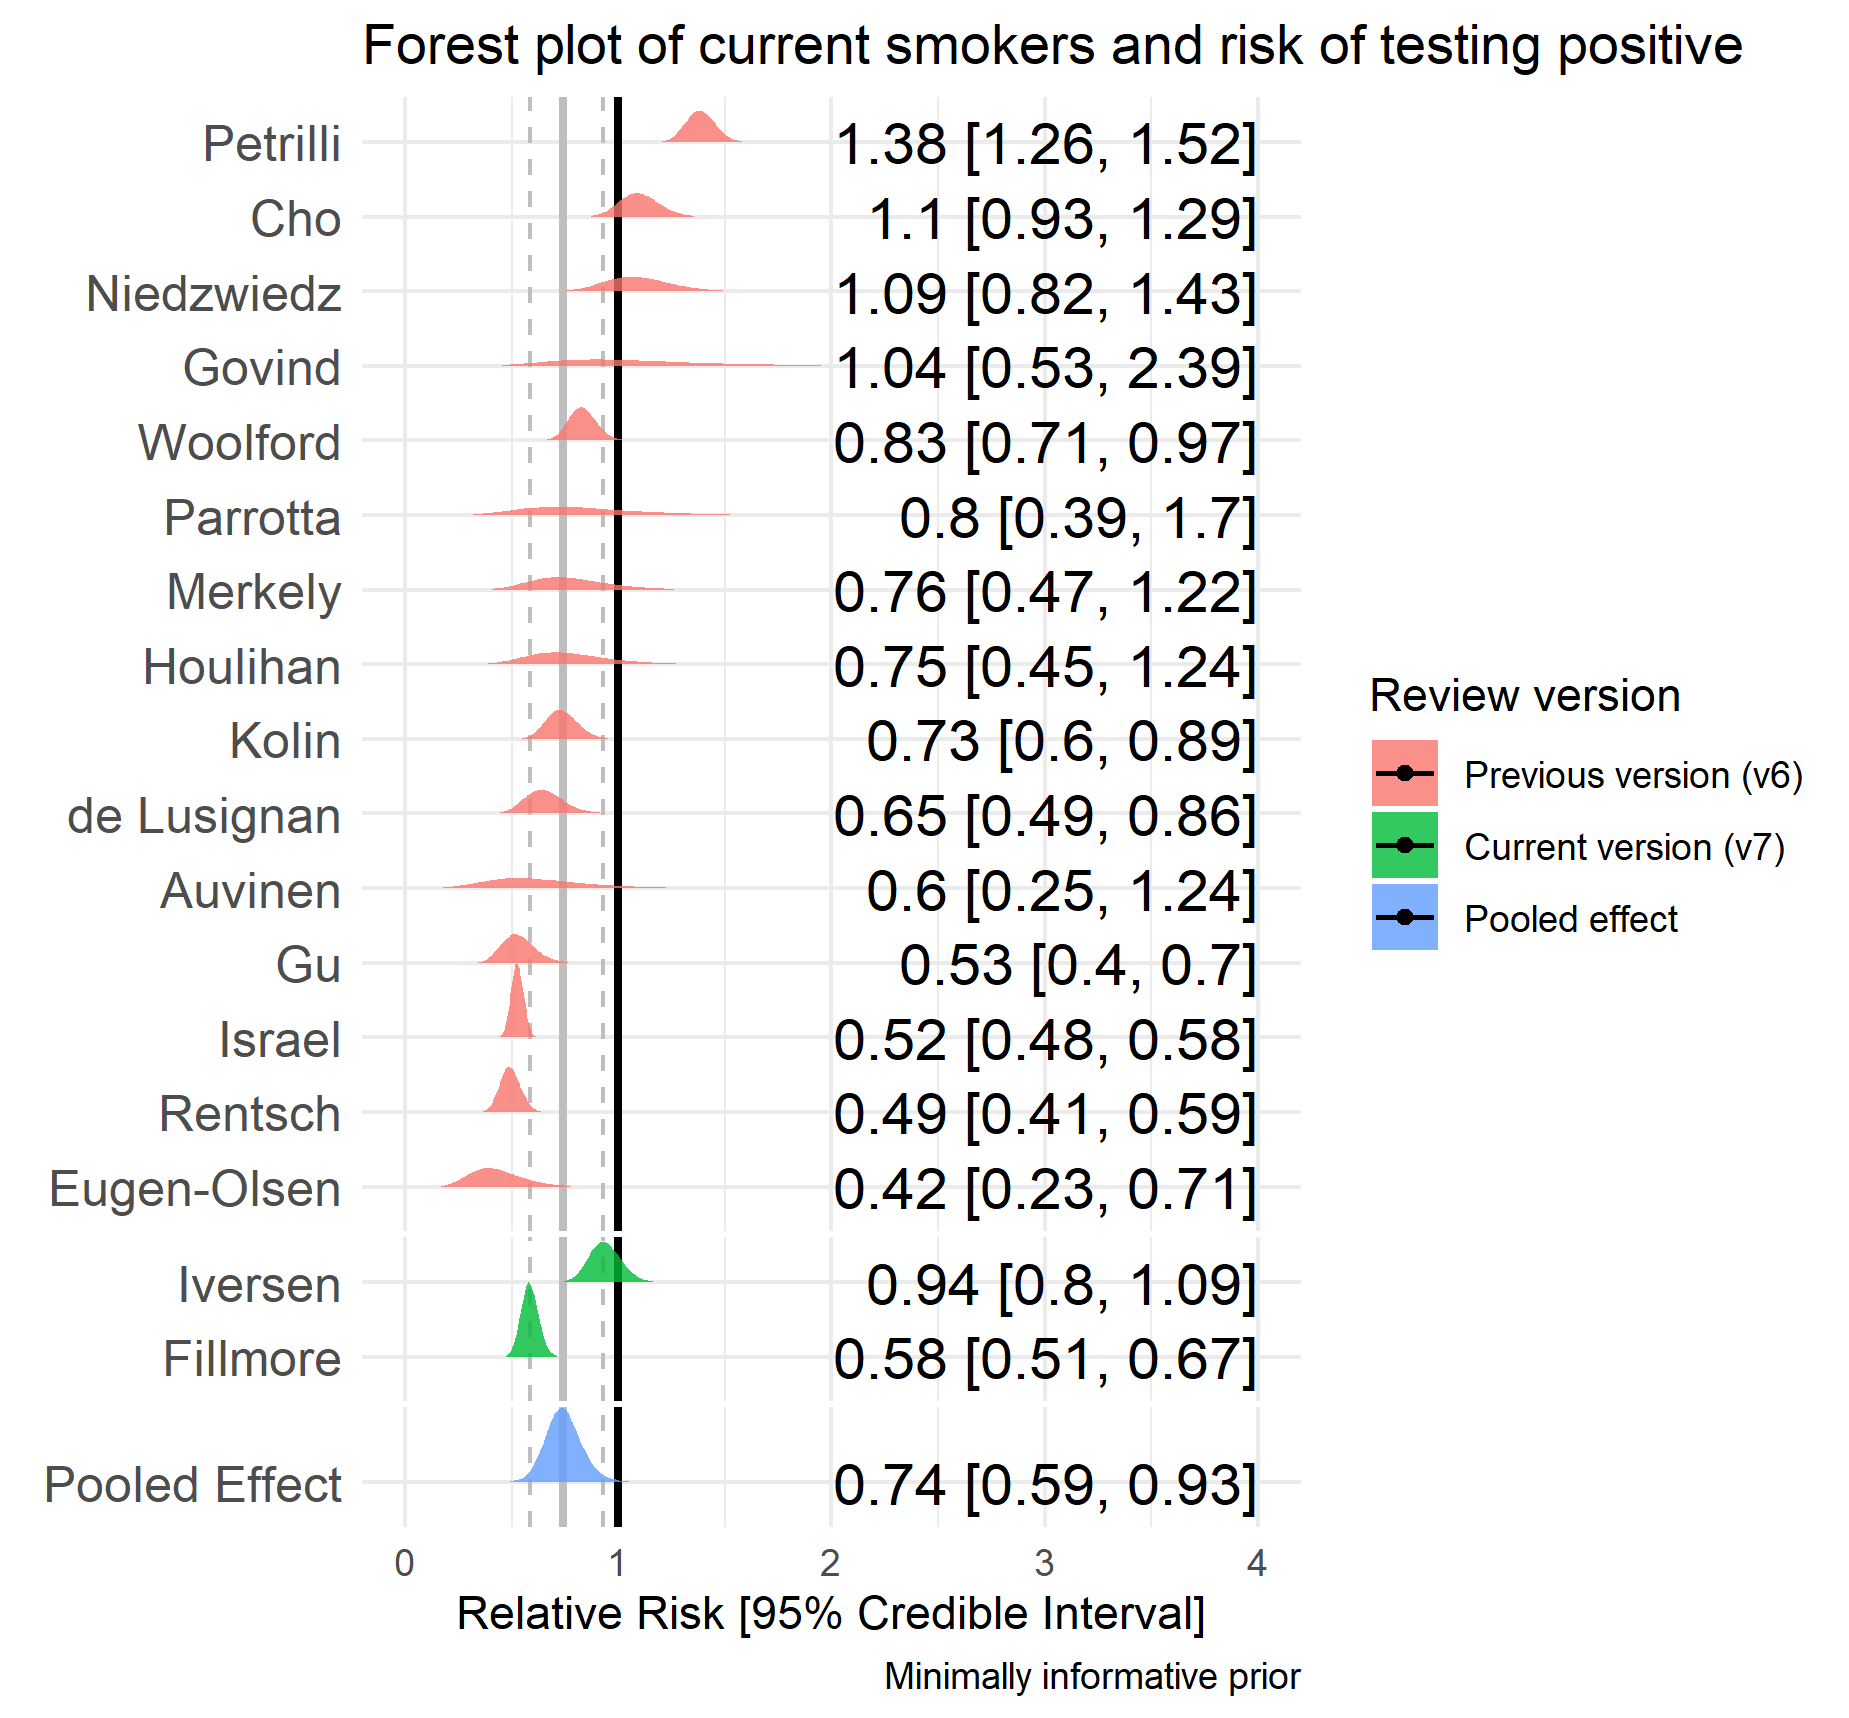 Forest plot of current smokers and risk of testing positive
Petrilli 1.38 [1.26, 1.52]
Cho 1.1 [0.93, 1.29]
Niedzwiedz 1.09 [0.82, 1.43]
Govind 1.04 [0.53, 2.39]
Woolford 0.83 [0.71, 0.97]
Parrotta 0.8 [0.39, 1.7]
Merkely 0.76 [0.47, 1.22]
Houlihan 0.75 [0.45, 1.24]
Kolin 0.73 [0.6, 0.89]
de Lusignan 0.65 [0.49, 0.86]
Auvinen 0.6 [0.25, 1.24]
Gu 0.53 [0.4, 0.7]
Israel 0.52 [0.48, 0.58]
Rentsch 0.49 [0.41, 0.59]
Eugen-Olsen 0.42 [0.23, 0.71]
Iversen 0.94 [0.8, 1.09]
Fillmore 0.58 [0.51, 0.67]
Pooled Effect 0.74 [0.59, 0.93]
0 1 2 3 4
Relative Risk [95% Credible Interval]
Minimally informative prior
Review version
Previous version (v6)
Current version (v7)
Pooled effect